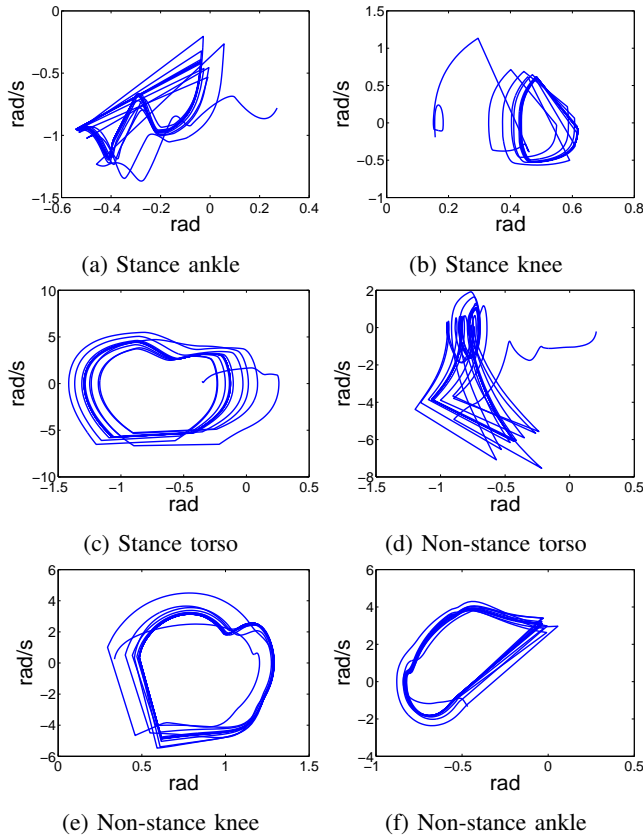 0
−0.5
−1
−1.5
rad/s
−0.6 −0.4 −0.2 0 0.2 0.4
rad
(a) Stance ankle
1.5
1
0.5
0
−0.5
1
rad/s
0 0.2 0.4 0.6 0.8
rad
(b) Stance knee
10
5
0
−5
10
rad/s
−1.5 −1 −0.5 0 0.5
rad
(c) Stance torso
2
0
−2
−4
−6
−8
rad/s
−1.5 −1 −0.5 0 0.5
rad
(d) Non-stance torso
6
4
2
0
−2
−4
−6
rad/s
0 0.5 1 1.5
rad
(e) Non-stance knee
6
4
2
0
−2
−4
rad/s
−1 −0.5 0 0.5
rad
(f) Non-stance ankle